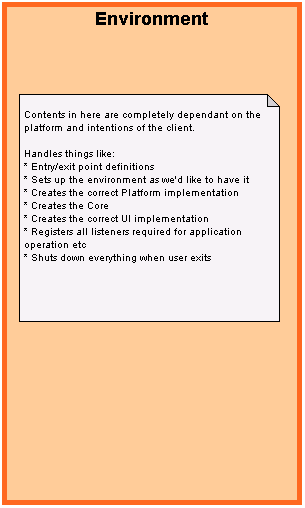 Environment
Contents in here are completely dependant on the
platform and intentions of the client.
Handles things like:
* Entry/exit point definitions
* Sets up the environment as we'd like to have it
* Creates the correct Platform implementation
* Creates the Core
* Creates the correct UI implementation
* Registers all listeners required for application
operation etc
* Shuts down everything when user exits